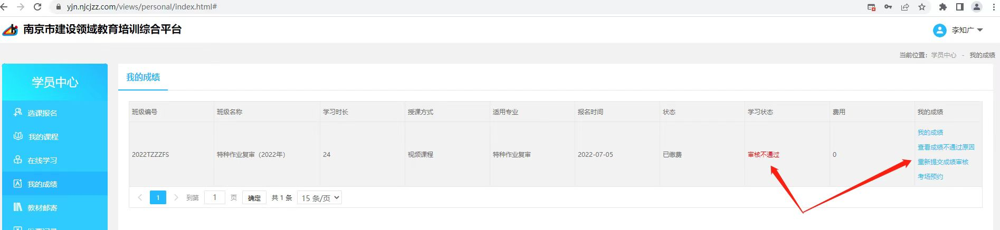 yjn.njcjzz.com/views/personal/index.html#
南京市建设领域教育培训综合平台
李知广
当前位置：学员中心 - 我的成绩
学员中心
选课报名
我的课程
在线学习
我的成绩
教材邮寄
我的成绩
班级编号 班级名称 学习时长 授课方式 适用专业 报名时间 状态 学习状态 费用 我的成绩
2022TZZZFS 特种作业复审（2022年） 24 视频课程 特种作业复审 2022-07-05 已缴费 审核不通过 0
我的成绩
查看成绩不通过原因
重新提交成绩审核
考场预约
1 到第 1 页 确定 共 1 条 15 条/页